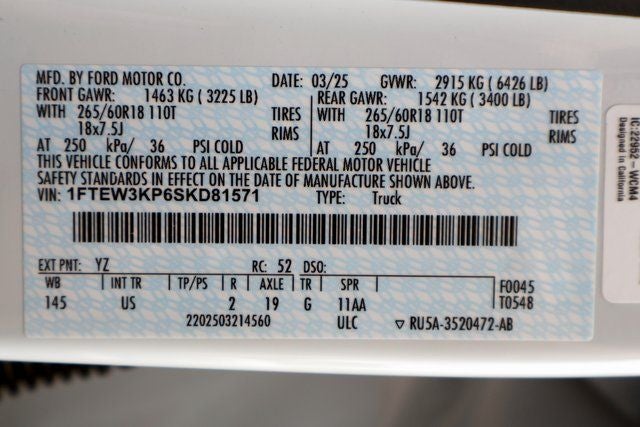 MFD. BY FORD MOTOR CO. DATE: 03/25 GVWR: 2915 KG ( 6426 LB)
FRONT GAWR: 1463 KG ( 3225 LB) REAR GAWR: 1542 KG ( 3400 LB)
WITH 265/60R18 110T TIRES WITH 265/60R18 110T TIRES
18x7.5J RIMS 18x7.5J RIMS
AT 250 kPa/ 36 PSI COLD AT 250 kPa/ 36 PSI COLD
THIS VEHICLE CONFORMS TO ALL APPLICABLE FEDERAL MOTOR VEHICLE
SAFETY IN EFFECT ON THE DATE OF MANUFACTURE SHOWN ABOVE.
VIN: 1FTEW3KP6SKD81571 TYPE: Truck
EXT PNT: YZ RC: 52 DSO:
WB INT TR TP/PS R AXLE TR SPR F0045
145 US 2 19 G 11AA T0548
2202503214560 ULC ▽ RU5A-3520472-AB
IC:22952 - WCM4
Designed in California